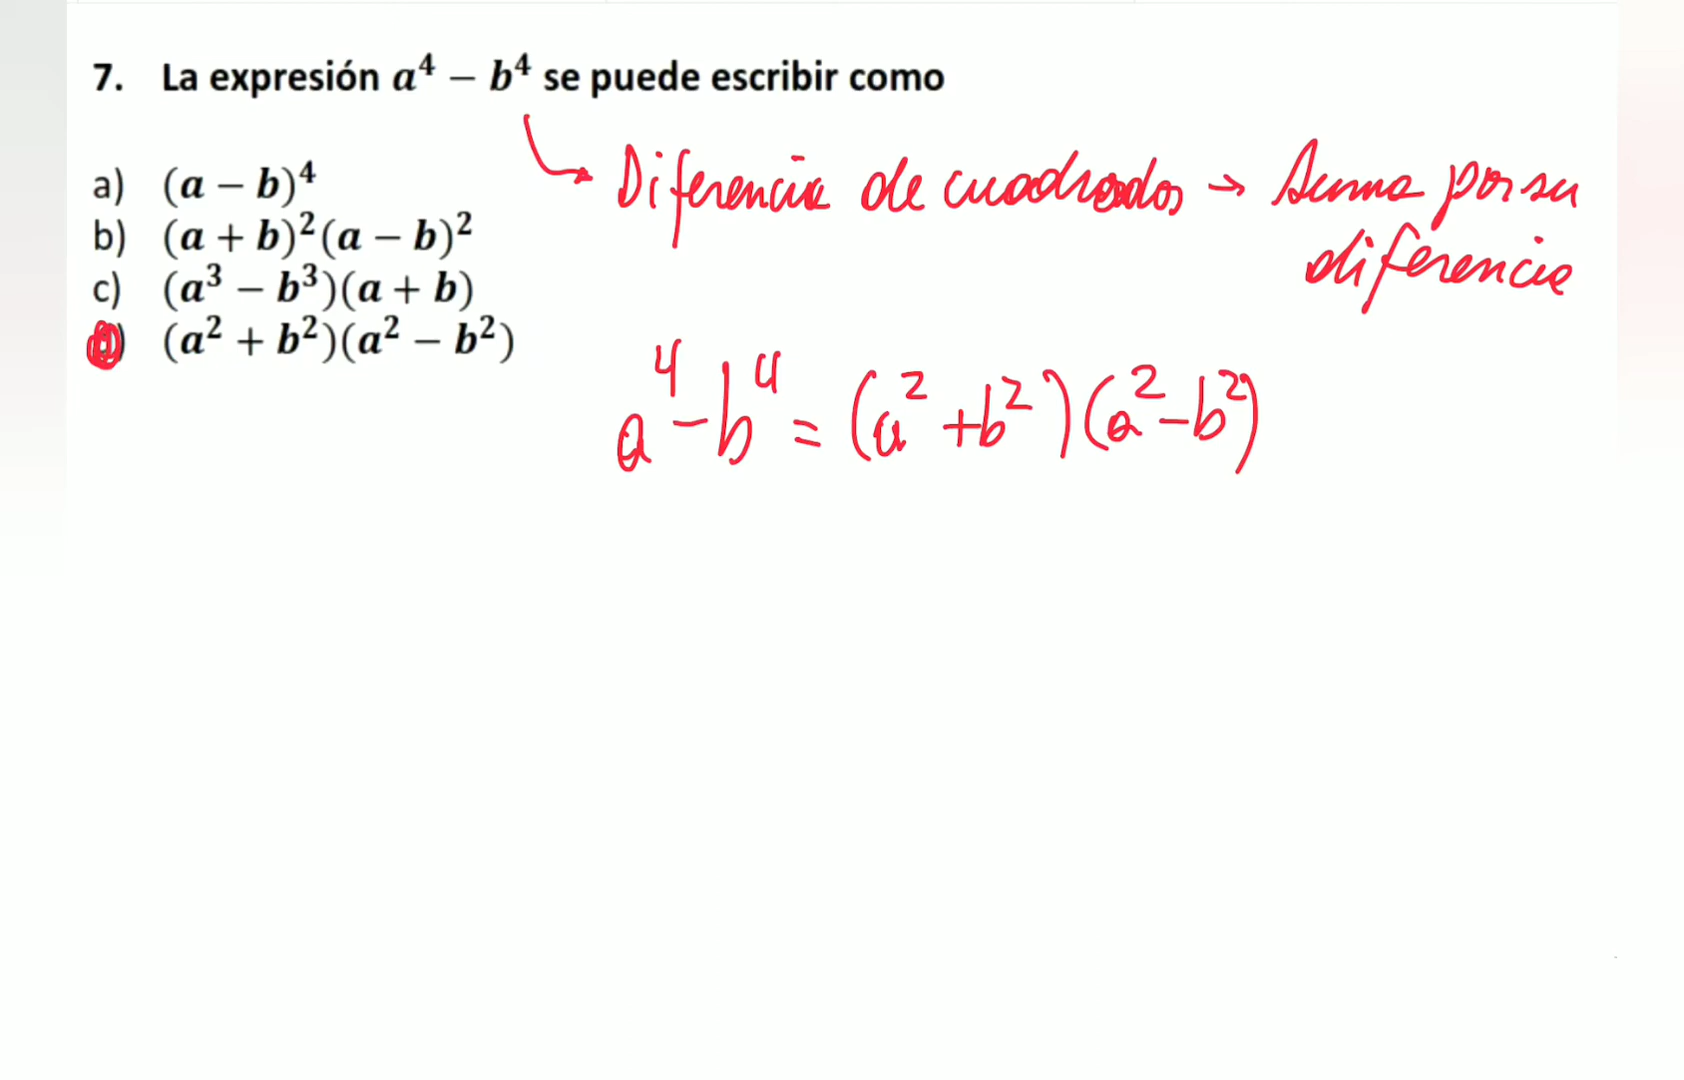 7. La expresión a⁴ − b⁴ se puede escribir como
Diferencia de cuadrados → Suma por su
diferencia
a) (a − b)⁴
b) (a + b)²(a − b)²
c) (a³ − b³)(a + b)
d) (a² + b²)(a² − b²)
a⁴ − b⁴ = (a² + b²)(a² − b²)